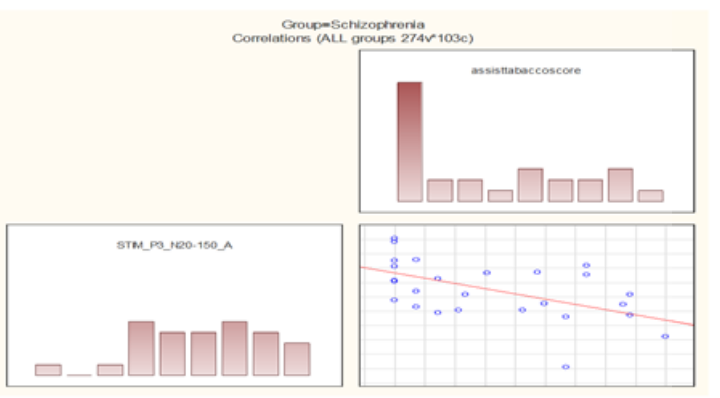 Group=Schizophrenia
Correlations (ALL groups 274v*103c)
assisttabaccoscore
STIM_P3_N20-150_A